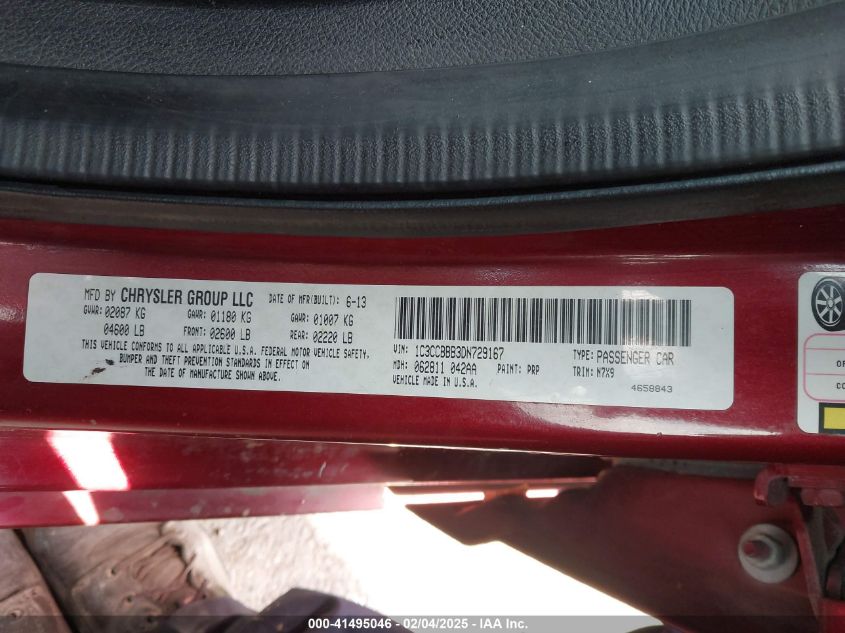 MFD BY CHRYSLER GROUP LLC DATE OF MFR(BUILT): 6-13
GVWR: 02087 KG GAWR: 01180 KG GAWR: 01007 KG
04600 LB FRONT: 02600 LB REAR: 02220 LB
THIS VEHICLE CONFORMS TO ALL APPLICABLE U.S.A. FEDERAL MOTOR VEHICLE SAFETY,
BUMPER AND THEFT PREVENTION STANDARDS IN EFFECT ON
THE DATE OF MANUFACTURE SHOWN ABOVE.
VIN: 1C3CCBBB3DN729167 TYPE: PASSENGER CAR
MDH: 062811 042AA PAINT: PRP TRIM: N7X9
VEHICLE MADE IN U.S.A. 4658843
000-41495046 — 02/04/2025 — IAA Inc.